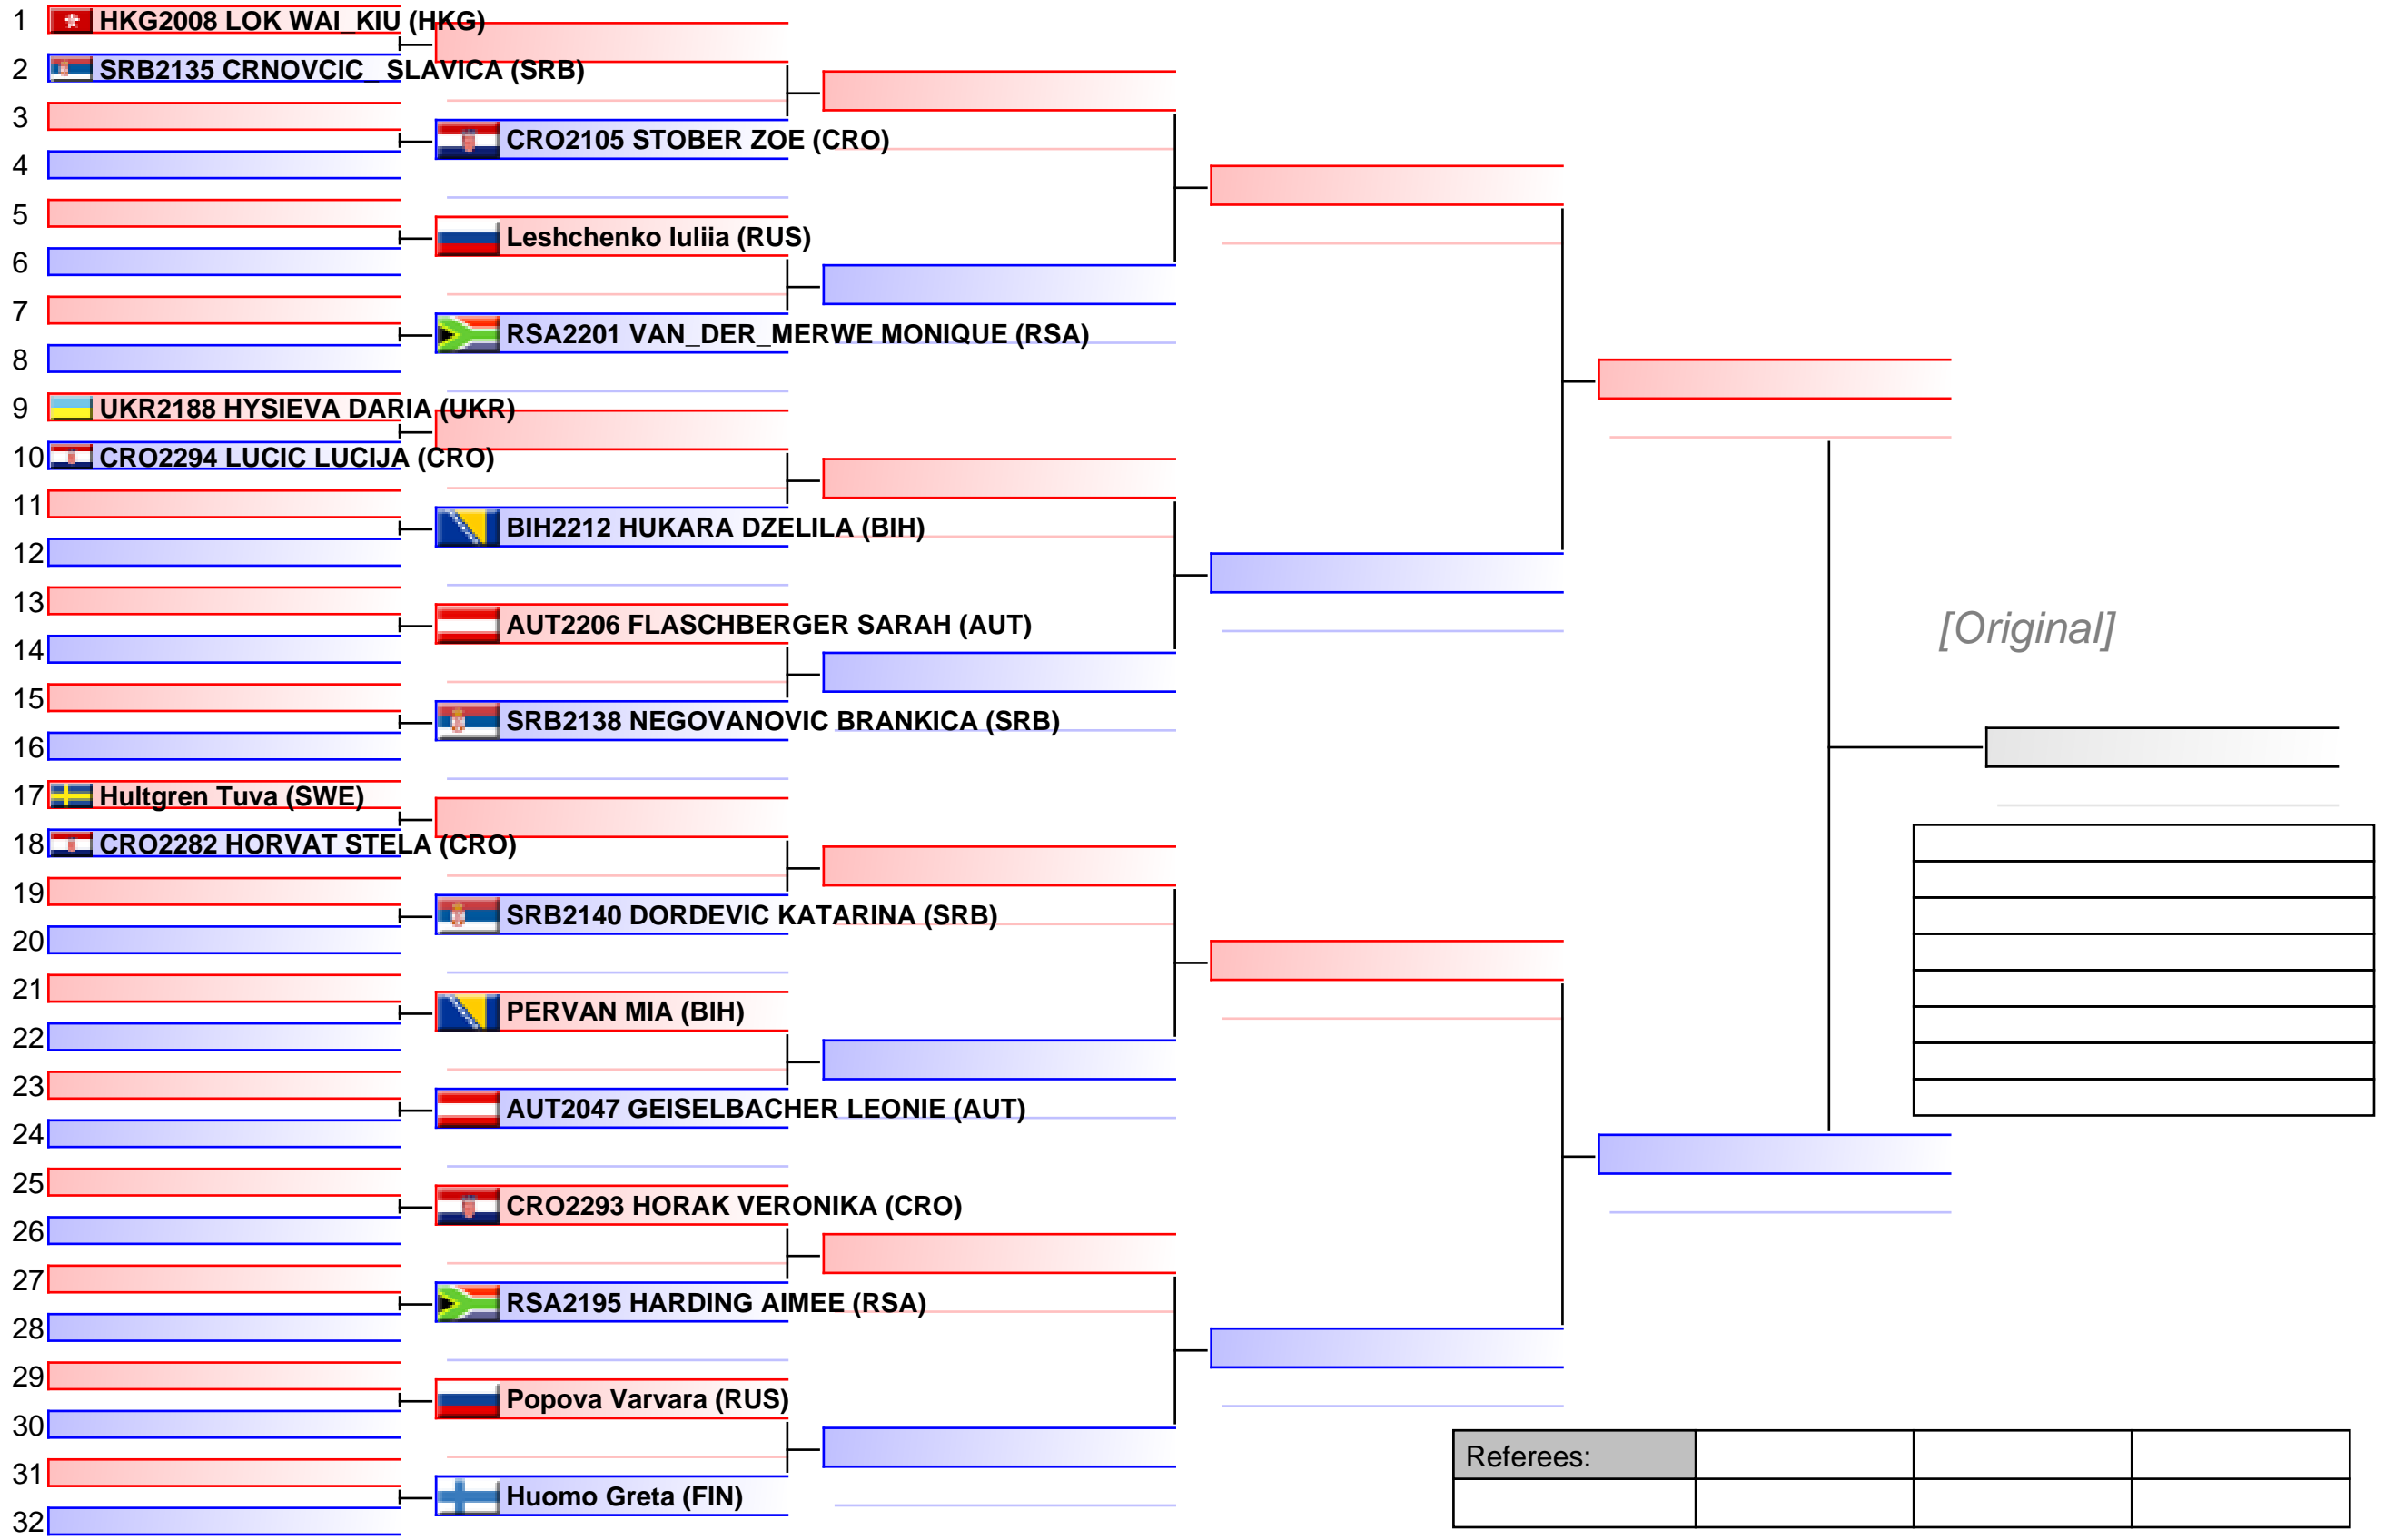 1 HKG2008 LOK WAI_KIU (HKG)
2 SRB2135 CRNOVCIC_ SLAVICA (SRB)
3
CRO2105 STOBER ZOE (CRO)
4
5
Leshchenko Iuliia (RUS)
6
7
RSA2201 VAN_DER_MERWE MONIQUE (RSA)
8
9 UKR2188 HYSIEVA DARIA (UKR)
10 CRO2294 LUCIC LUCIJA (CRO)
11
BIH2212 HUKARA DZELILA (BIH)
12
13
AUT2206 FLASCHBERGER SARAH (AUT)
[Original]
14
15
SRB2138 NEGOVANOVIC BRANKICA (SRB)
16
17 Hultgren Tuva (SWE)
18 CRO2282 HORVAT STELA (CRO)
19
SRB2140 DORDEVIC KATARINA (SRB)
20
21
PERVAN MIA (BIH)
22
23
AUT2047 GEISELBACHER LEONIE (AUT)
24
25
CRO2293 HORAK VERONIKA (CRO)
26
27
RSA2195 HARDING AIMEE (RSA)
28
29
Popova Varvara (RUS)
30
Referees:
31
Huomo Greta (FIN)
32